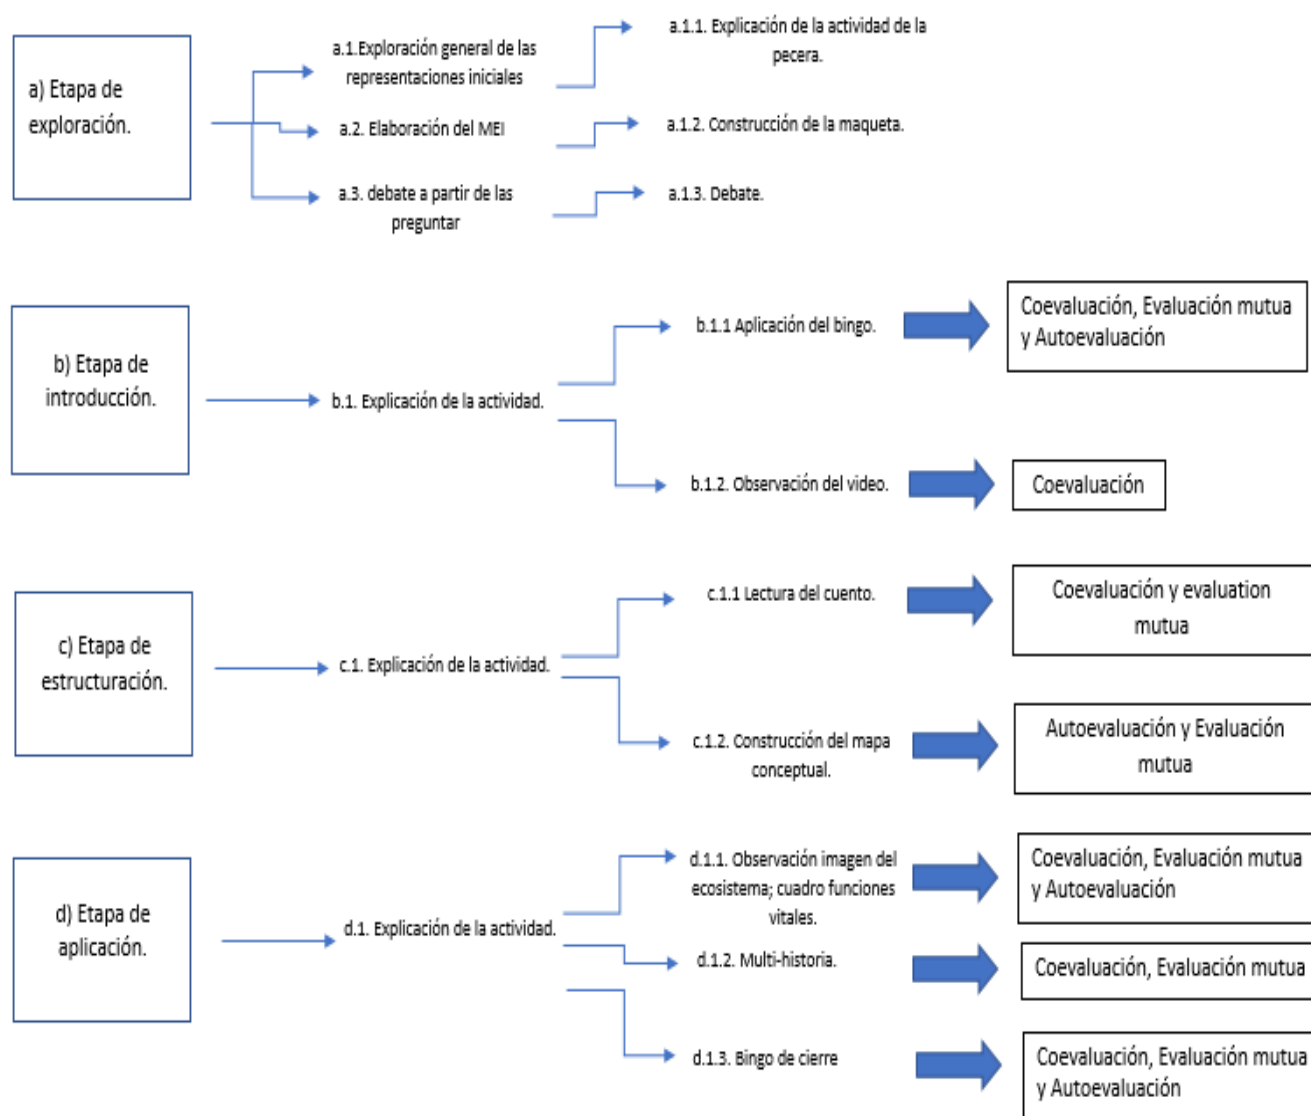 a) Etapa de
exploración.
a.1.Exploración general de las
representaciones iniciales
a.1.1. Explicación de la actividad de la
pecera.
a.2. Elaboración del MEI
a.1.2. Construcción de la maqueta.
a.3. debate a partir de las
preguntar
a.1.3. Debate.
b) Etapa de
introducción.
b.1. Explicación de la actividad.
b.1.1 Aplicación del bingo.
Coevaluación, Evaluación mutua
y Autoevaluación
b.1.2. Observación del video.
Coevaluación
c) Etapa de
estructuración.
c.1. Explicación de la actividad.
c.1.1 Lectura del cuento.
Coevaluación y evaluation
mutua
c.1.2. Construcción del mapa
conceptual.
Autoevaluación y Evaluación
mutua
d) Etapa de
aplicación.
d.1. Explicación de la actividad.
d.1.1. Observación imagen del
ecosistema; cuadro funciones
vitales.
Coevaluación, Evaluación mutua
y Autoevaluación
d.1.2. Multi-historia.
Coevaluación, Evaluación mutua
d.1.3. Bingo de cierre
Coevaluación, Evaluación mutua
y Autoevaluación